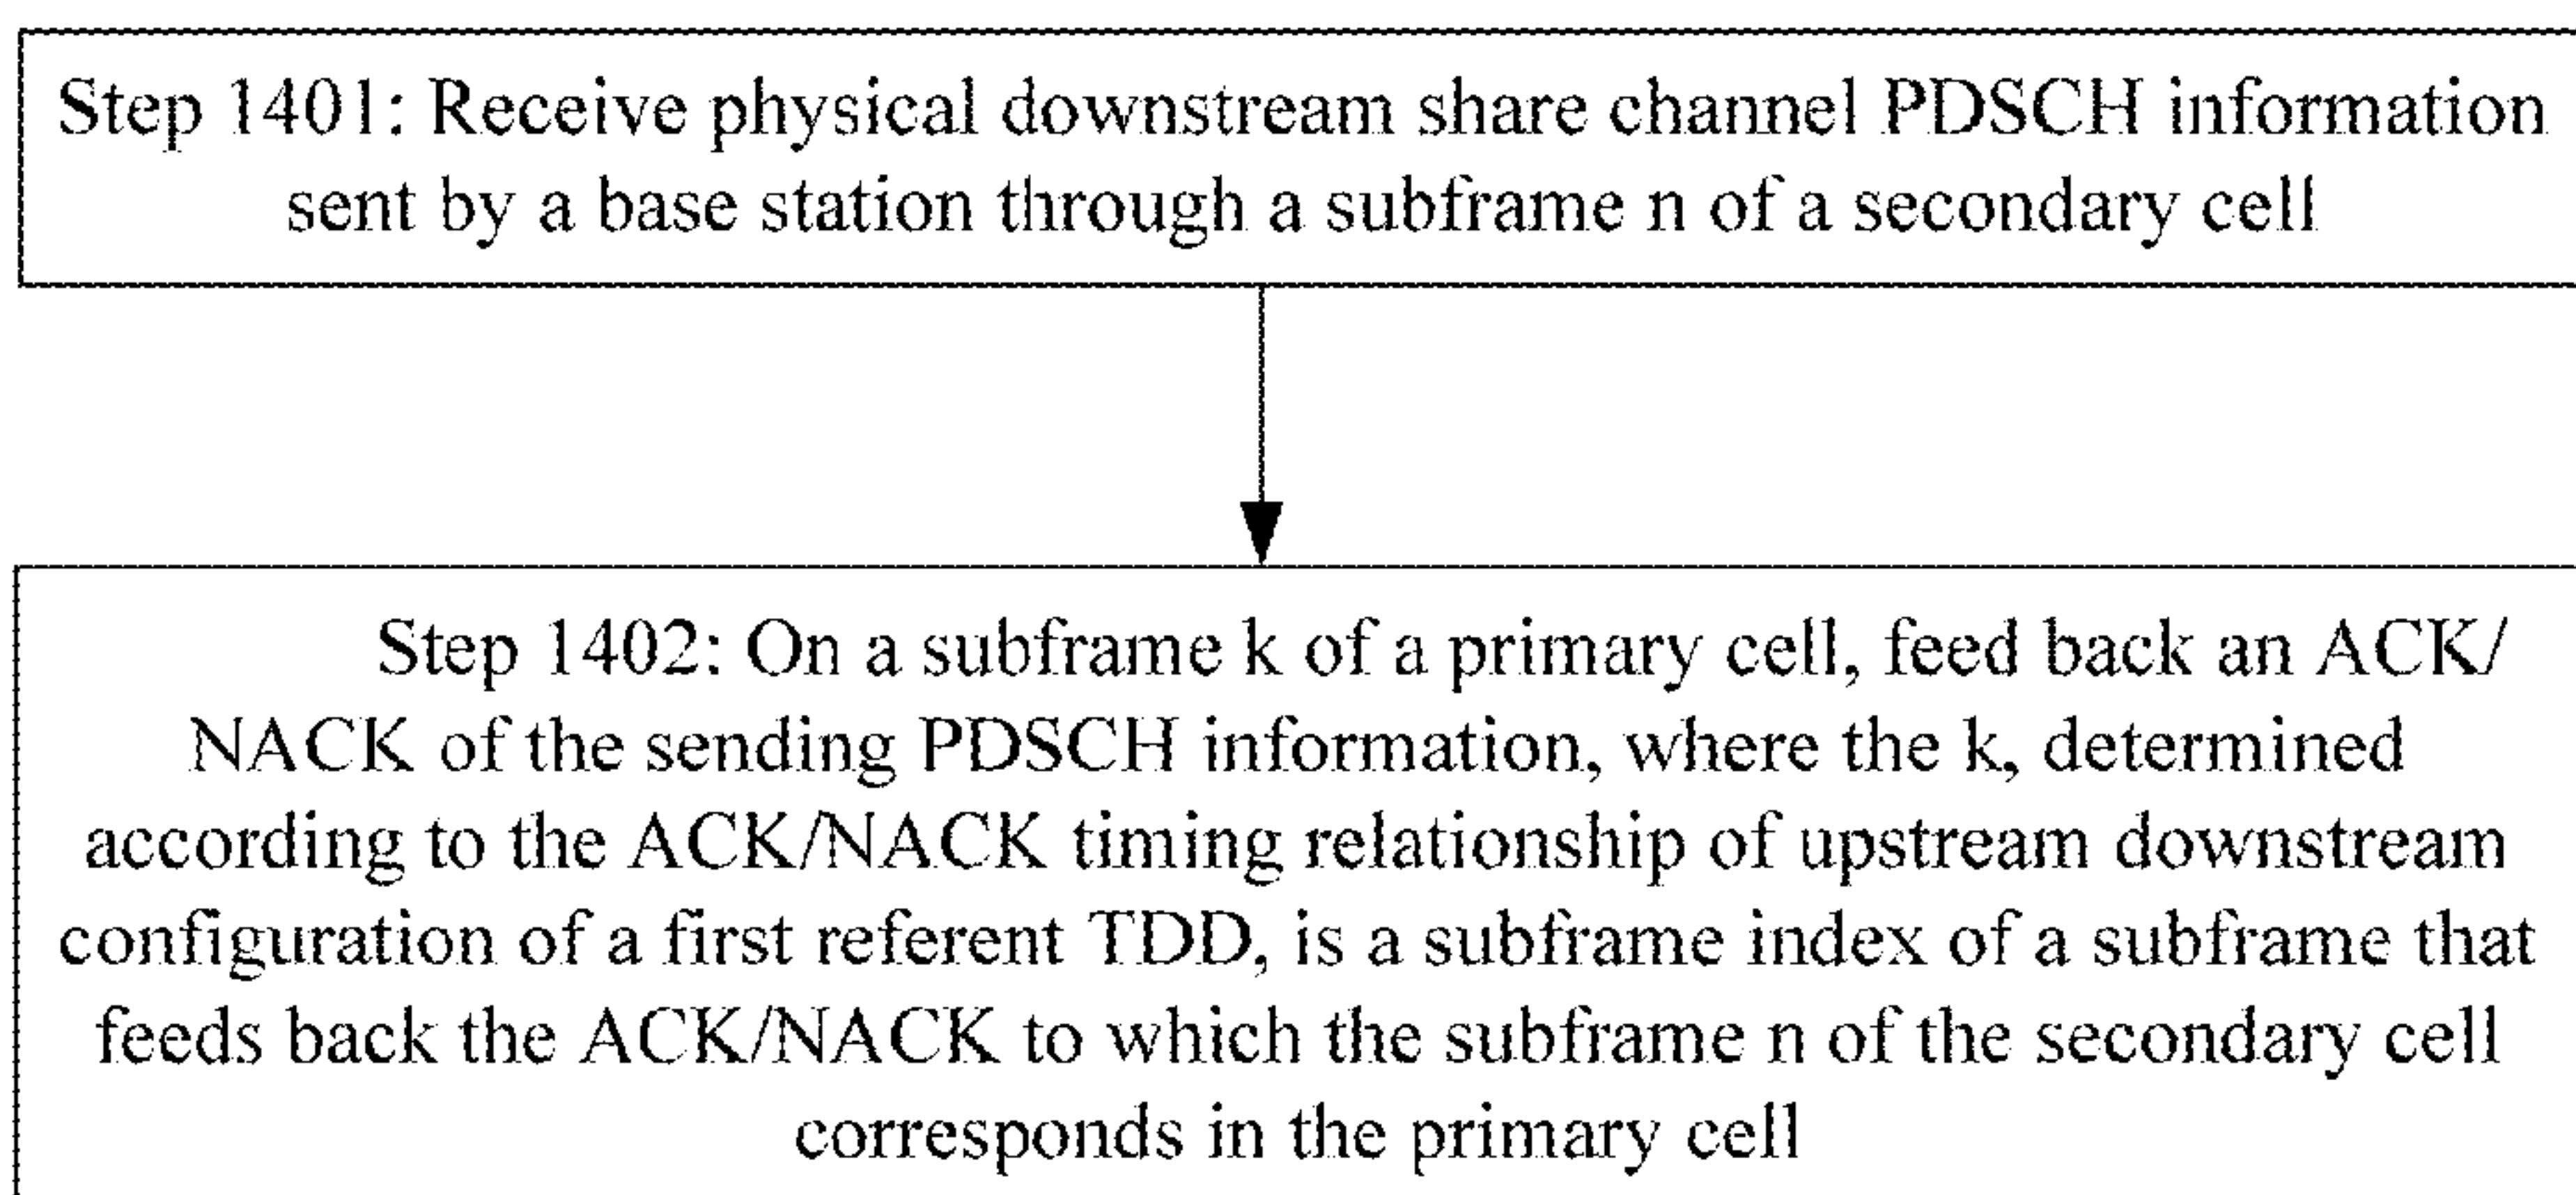 Step 1401: Receive physical downstream share channel PDSCH information
sent by a base station through a subframe n of a secondary cell
Step 1402: On a subframe k of a primary cell, feed back an ACK/
NACK of the sending PDSCH information, where the k, determined
according to the ACK/NACK timing relationship of upstream downstream
configuration of a first referent TDD, is a subframe index of a subframe that
feeds back the ACK/NACK to which the subframe n of the secondary cell
corresponds in the primary cell